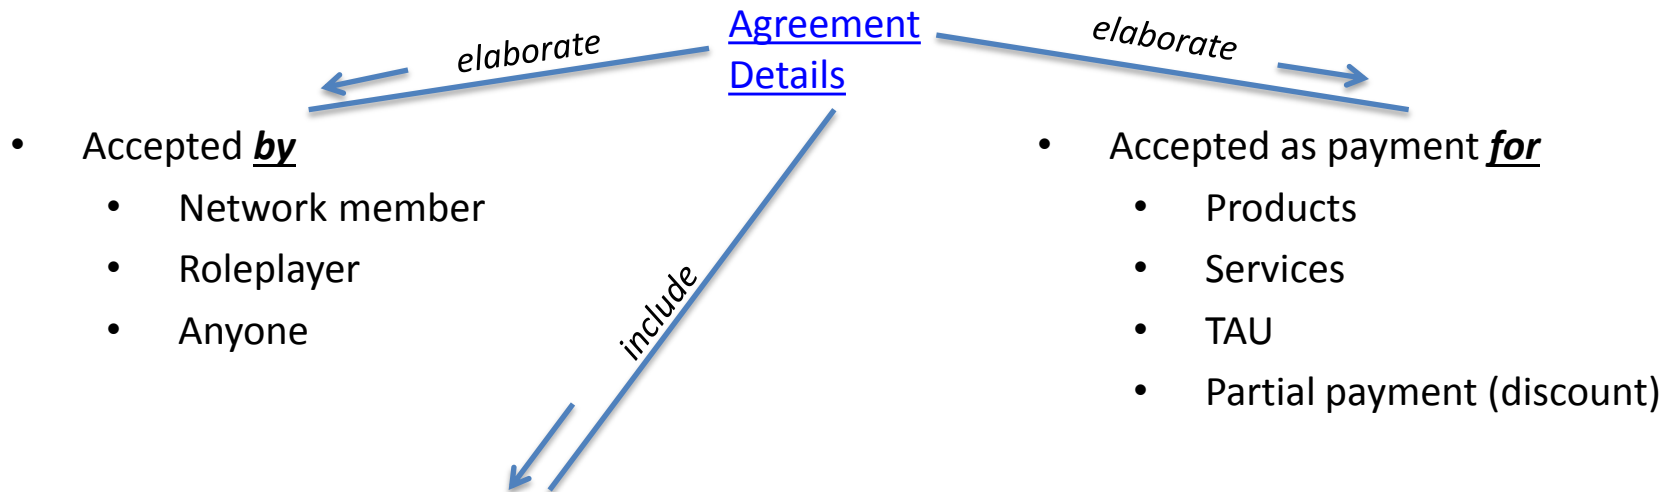 Agreement
Details
elaborate
elaborate
• Accepted by
• Network member
• Roleplayer
• Anyone
include
• Accepted as payment for
• Products
• Services
• TAU
• Partial payment (discount)